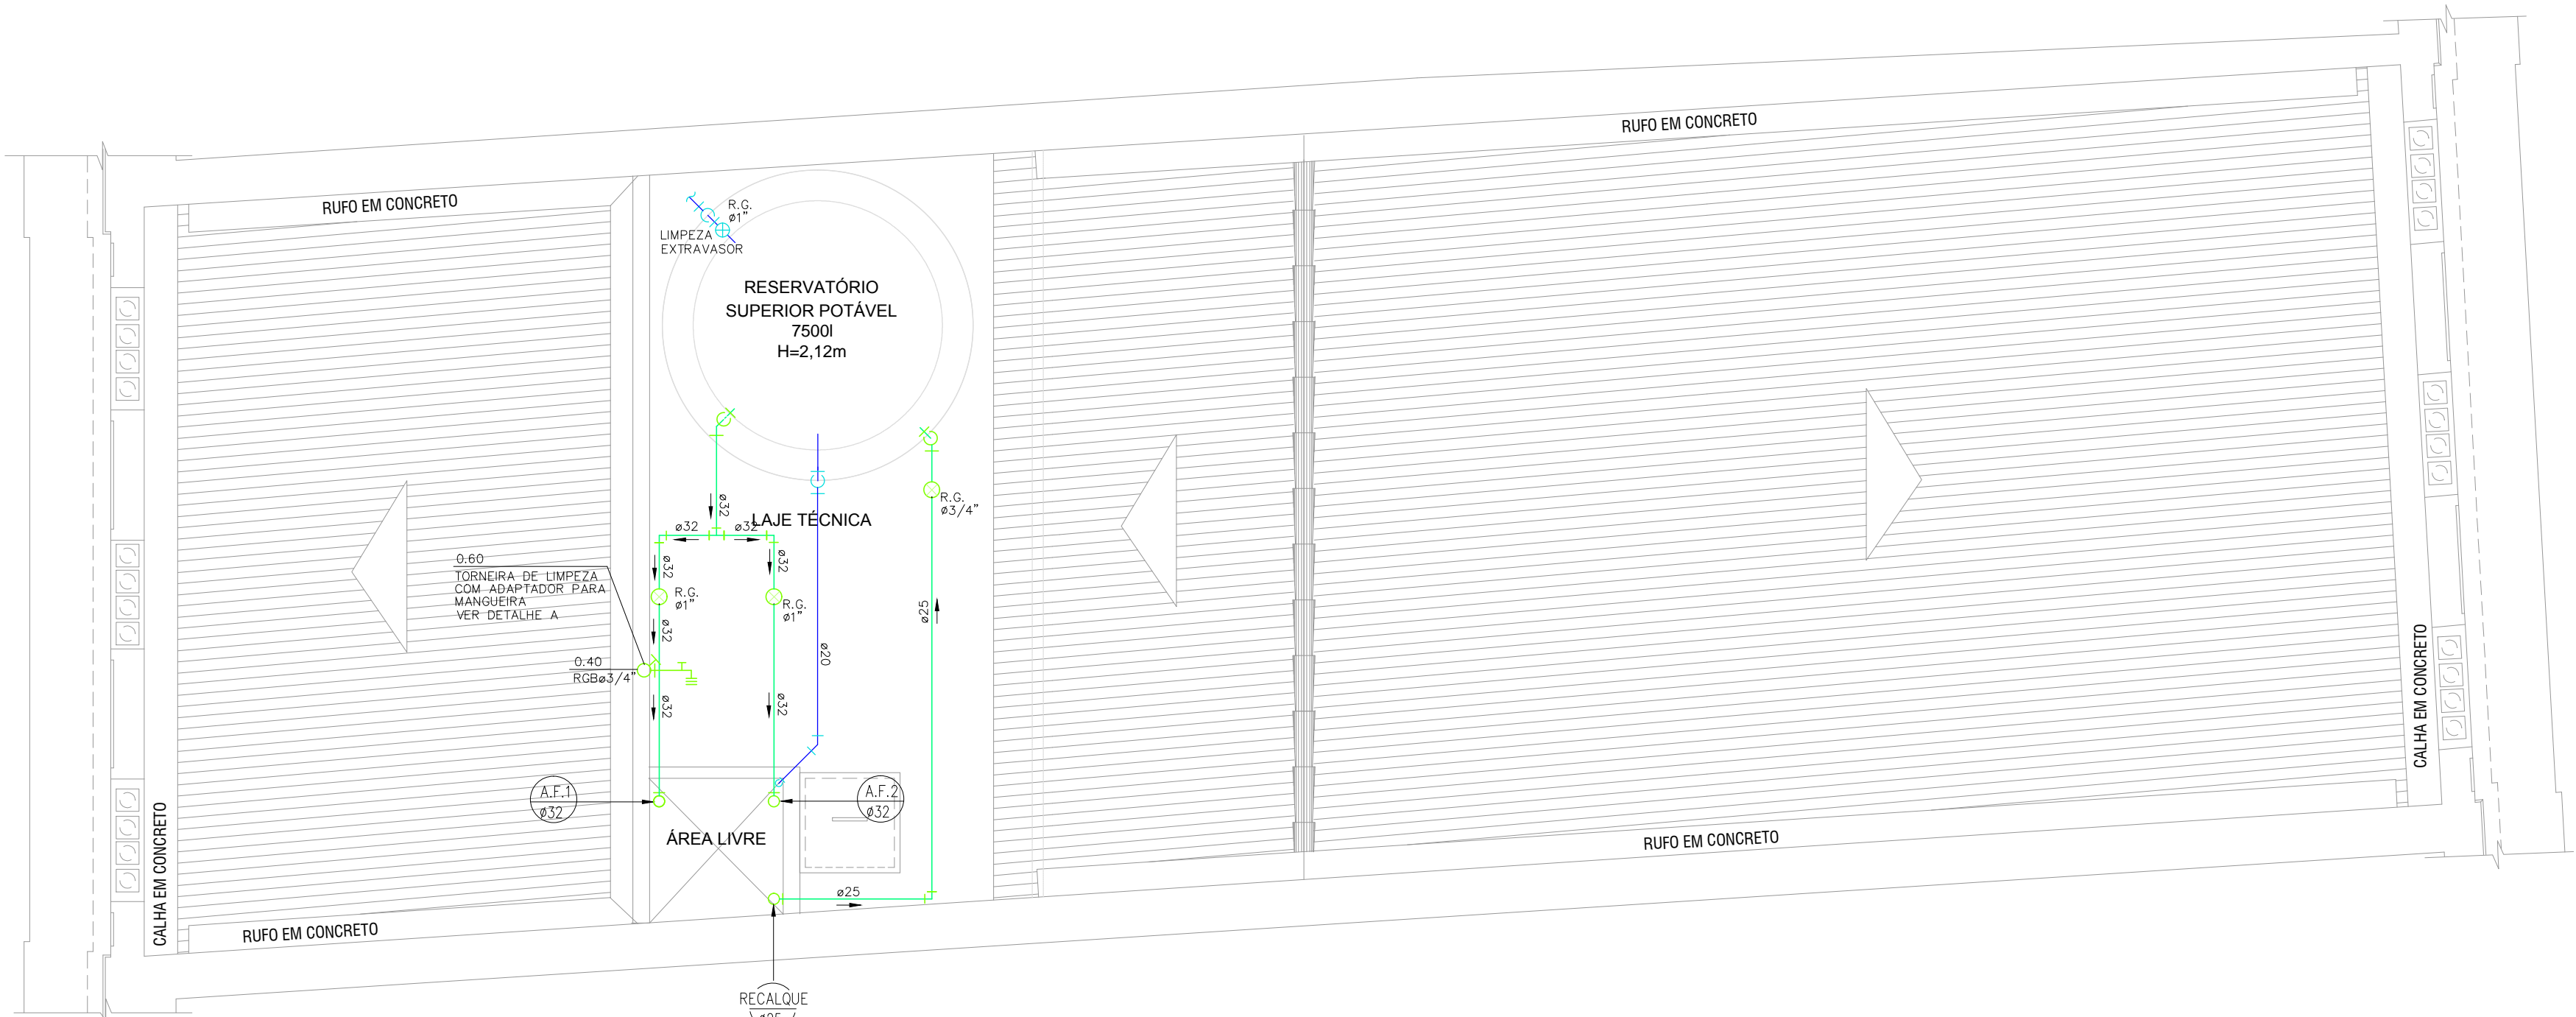 RUFO EM CONCRETO
RUFO EM CONCRETO
R.G.
ø1"
LIMPEZA
EXTRAVASOR
RESERVATÓRIO
SUPERIOR POTÁVEL
7500l
H=2,12m
R.G.
ø3/4"
ø32
LAJE TÉCNICA
ø32
ø32
ø32
ø32
0.60
TORNEIRA DE LIMPEZA
COM ADAPTADOR PARA
MANGUEIRA
VER DETALHE A
R.G.
ø1"
R.G.
ø1"
ø25
ø32
ø20
0.40
RGBø3/4"
ø32
ø32
A.F.1
ø32
A.F.2
ø32
ÁREA LIVRE
ø25
CALHA EM CONCRETO
CALHA EM CONCRETO
RUFO EM CONCRETO
RUFO EM CONCRETO
RECALQUE
ø25